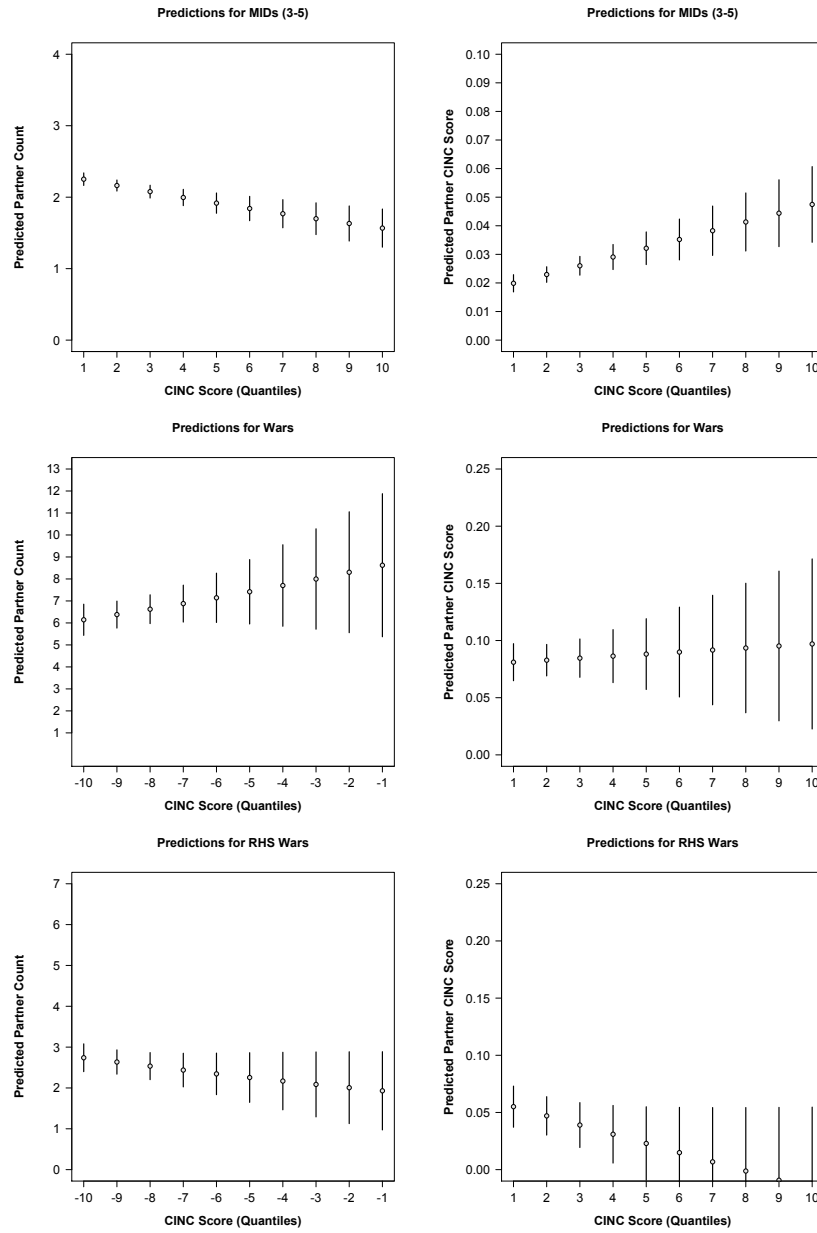 Predictions for MIDs (3-5)
Predicted Partner Count
4
3
2
1
0
1 2 3 4 5 6 7 8 9 10
CINC Score (Quantiles)
Predictions for MIDs (3-5)
Predicted Partner CINC Score
0.10
0.09
0.08
0.07
0.06
0.05
0.04
0.03
0.02
0.01
0.00
1 2 3 4 5 6 7 8 9 10
CINC Score (Quantiles)
Predictions for Wars
Predicted Partner Count
13
12
11
10
9
8
7
6
5
4
3
2
1
-10 -9 -8 -7 -6 -5 -4 -3 -2 -1
CINC Score (Quantiles)
Predictions for Wars
Predicted Partner CINC Score
0.25
0.20
0.15
0.10
0.05
0.00
1 2 3 4 5 6 7 8 9 10
CINC Score (Quantiles)
Predictions for RHS Wars
Predicted Partner Count
7
6
5
4
3
2
1
0
-10 -9 -8 -7 -6 -5 -4 -3 -2 -1
CINC Score (Quantiles)
Predictions for RHS Wars
Predicted Partner CINC Score
0.25
0.20
0.15
0.10
0.05
0.00
1 2 3 4 5 6 7 8 9 10
CINC Score (Quantiles)